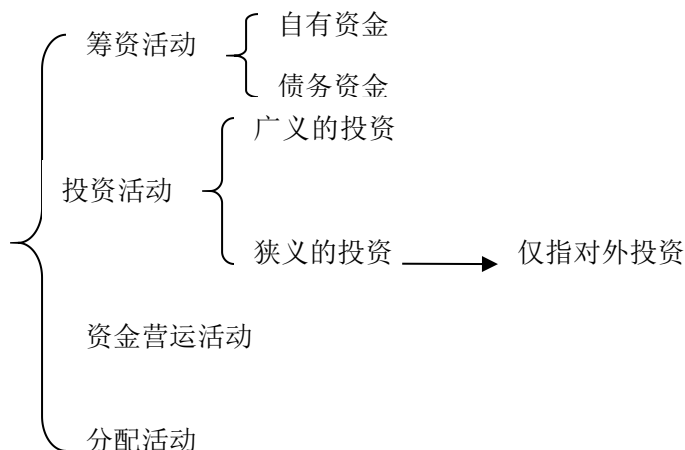 筹资活动
自有资金
债务资金
投资活动
广义的投资
狭义的投资
仅指对外投资
资金营运活动
分配活动